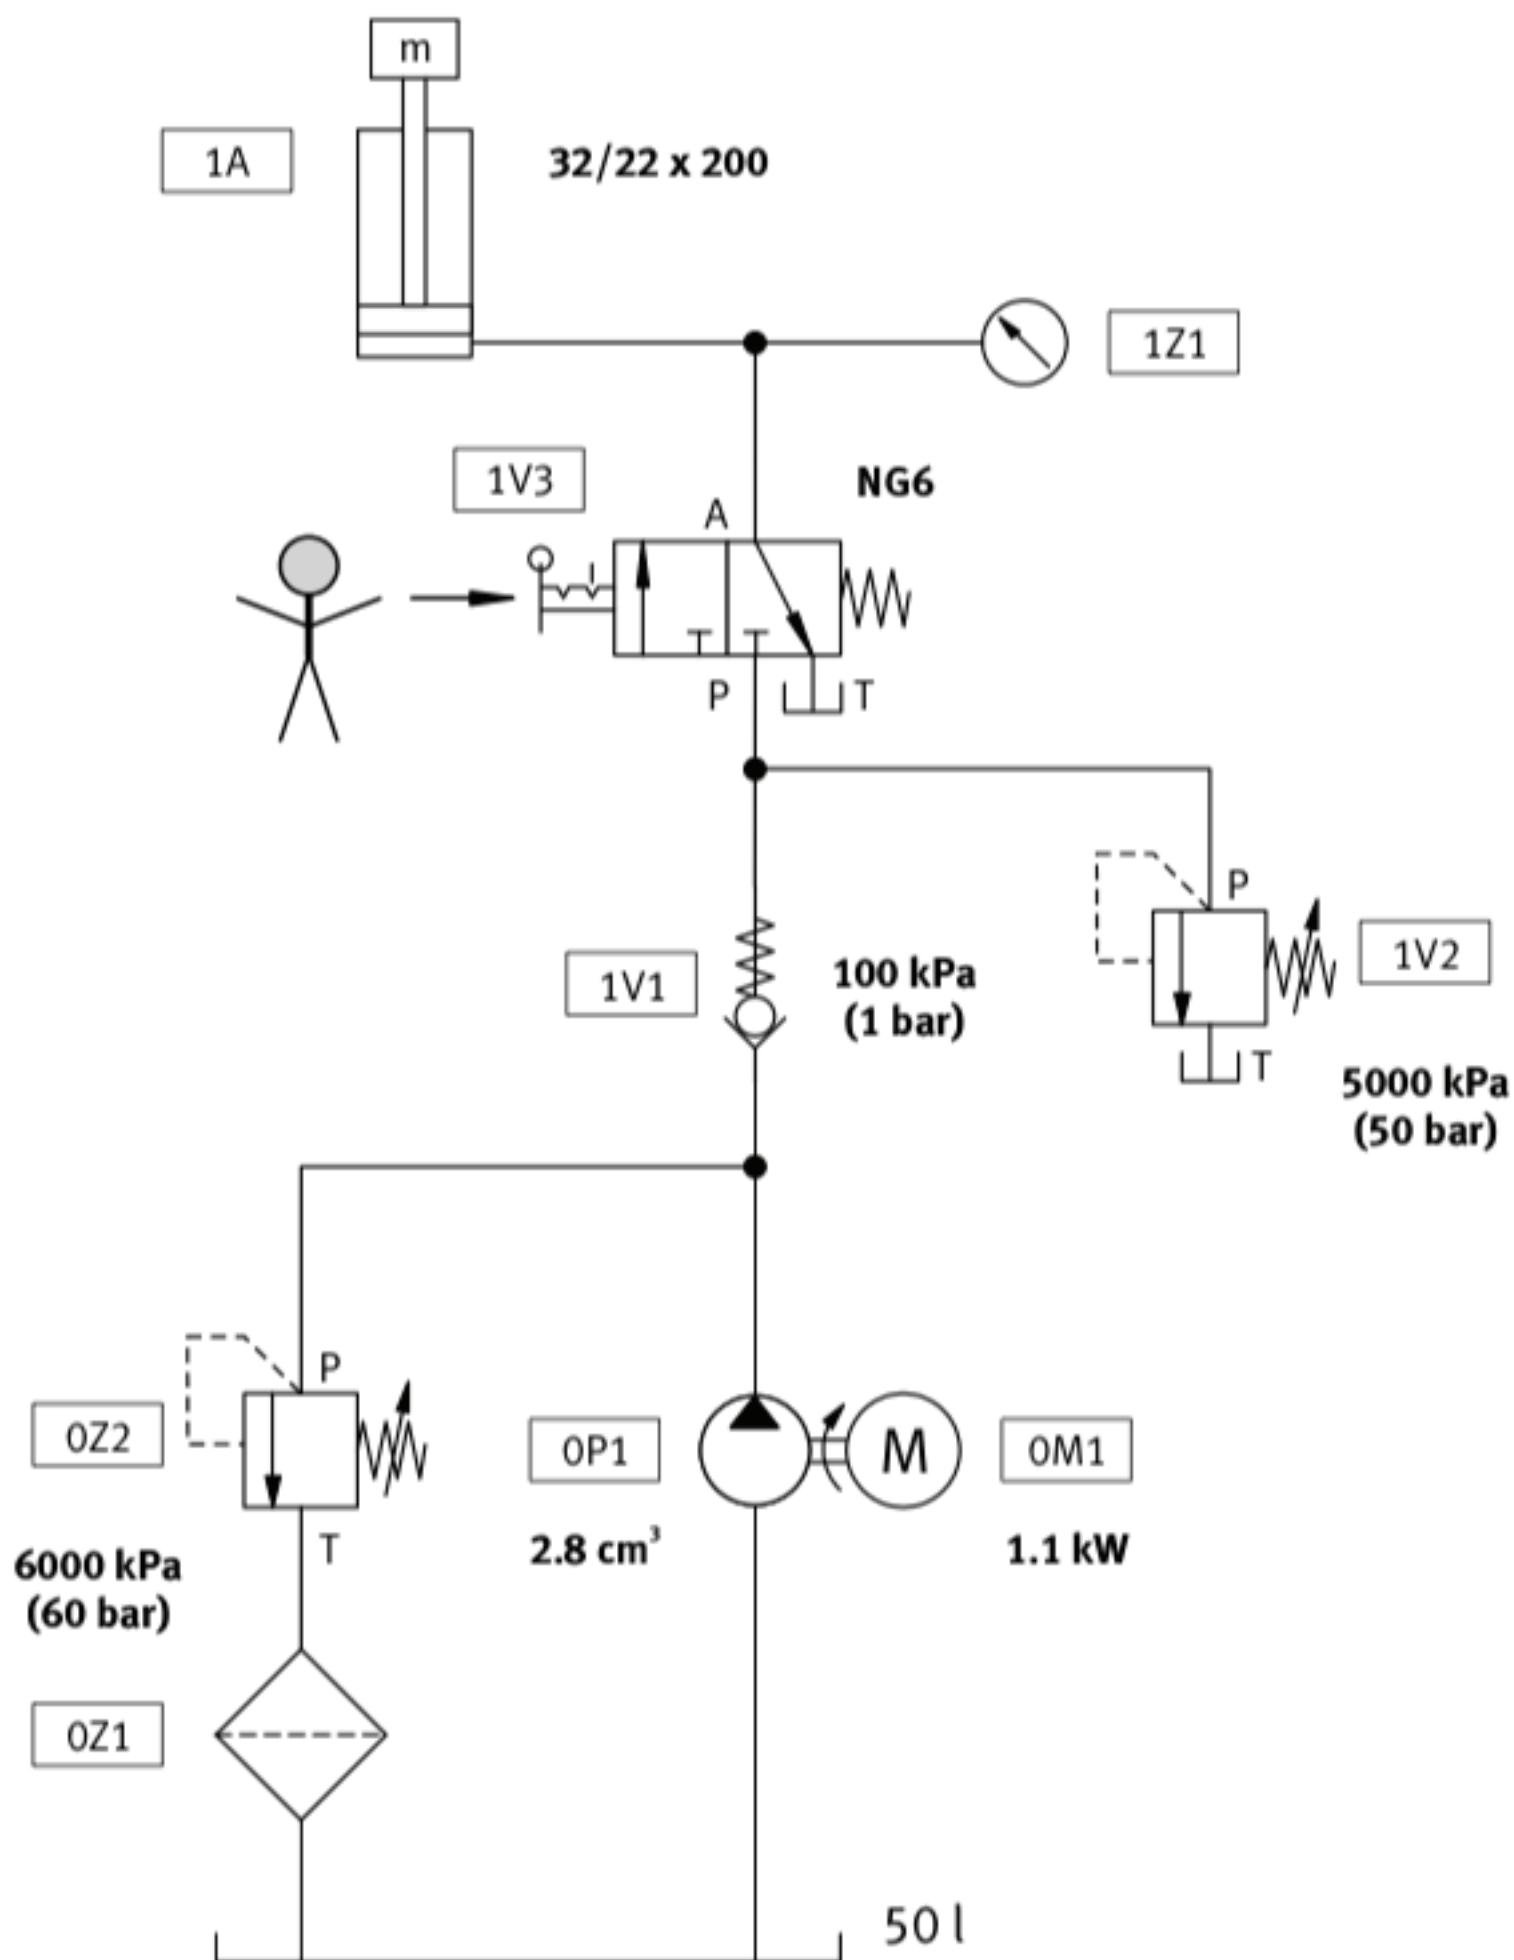 m
1A
32/22 x 200
1Z1
1V3
NG6
A
P
T
P
1V1
100 kPa
(1 bar)
1V2
T
5000 kPa
(50 bar)
P
0Z2
0P1
M
0M1
T
2.8 cm³
1.1 kW
6000 kPa
(60 bar)
0Z1
50 l